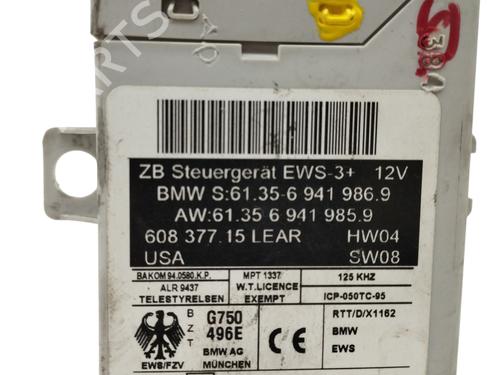 ZB Steuergerät EWS-3+ 12V
BMW S:61.35-6 941 986.9
AW:61.35 6 941 985.9
608 377.15 LEAR HW04
USA SW08
BAKOM 94.0580.K.P.
ALR 9437
TELESTYRELSEN
MPT 1337
W.T.LICENCE
EXEMPT
125 KHZ
ICP-050TC-95
EWS/FZV
B
Z
T
G750
496E
BMW AG
MÜNCHEN
RTT/D/X1162
BMW
EWS